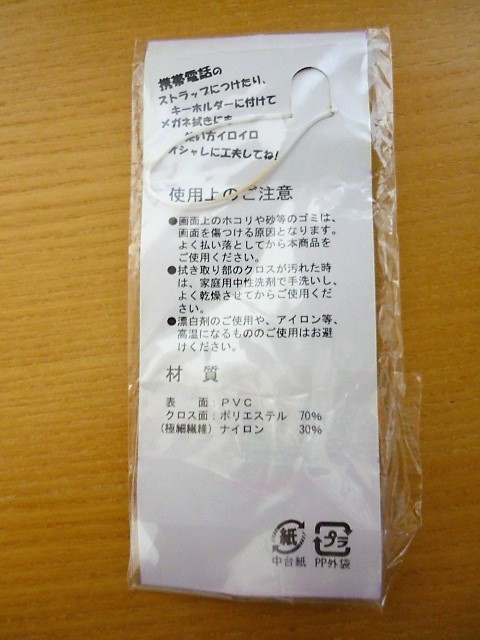 携帯電話の
ストラップにつけたり、
キーホルダーに付けて
メガネ拭きにも
使い方イロイロ
オシャレに工夫してね!
使用上のご注意
●画面上のホコリや砂等のゴミは、
画面を傷つける原因となります。
よく払い落としてから本商品を
ご使用ください。
●拭き取り部のクロスが汚れた時
は、家庭用中性洗剤で手洗いし、
よく乾燥させてからご使用くだ
さい。
●漂白剤のご使用や、アイロン等、
高温になるもののご使用はお避
けください。
材 質
表 面:PVC
クロス面:ポリエステル 70%
(極細繊維) ナイロン 30%
紙 プラ
中台紙 PP外袋